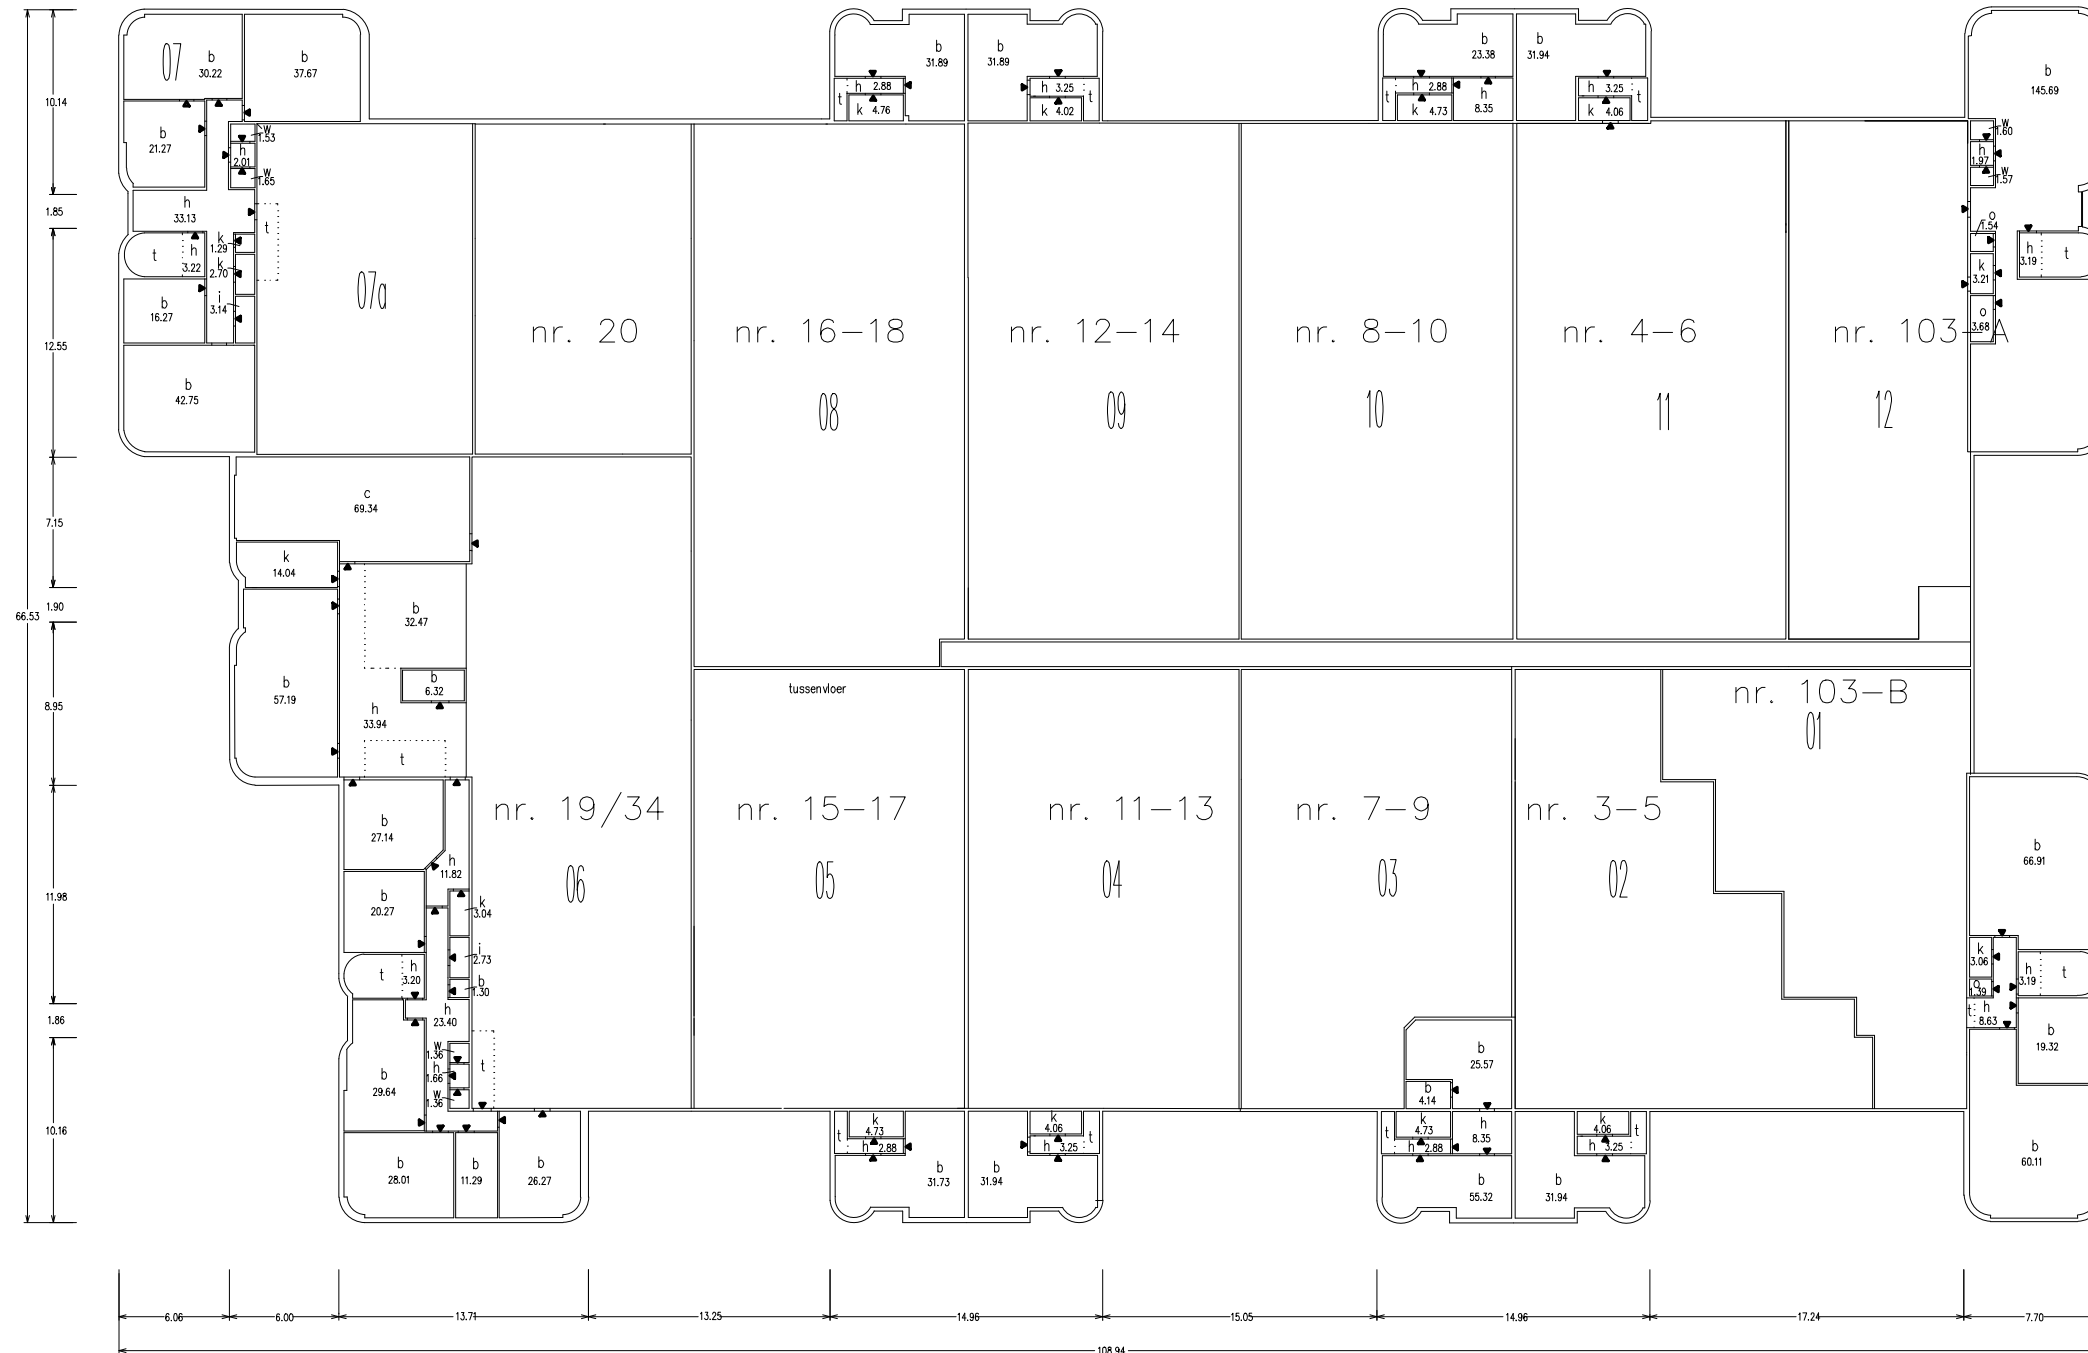 07
b
30.22
b
37.67
b
31.89
b
31.89
b
23.38
b
31.94
b
145.69
10.14
h 2.88
t
k 4.76
h 3.25
t
k 4.02
h 2.88
t
k 4.73
h
8.35
h 3.25
t
k 4.06
b
21.27
w
1.53
h
2.01
w
1.65
w
1.60
h
1.97
w
1.57
1.85
h
33.13
t
o
1.54
t
h
3.22
k
1.29
k
2.70
h
3.19
t
k
3.21
b
16.27
i
3.14
07a
o
3.68
12.55
nr. 20
nr. 16-18
nr. 12-14
nr. 8-10
nr. 4-6
nr. 103-A
b
42.75
08
09
10
11
12
c
69.34
7.15
k
14.04
66.53
1.90
b
32.47
b
57.19
b
6.32
tussenvloer
nr. 103-B
01
8.95
h
33.94
t
nr. 19/34
nr. 15-17
nr. 11-13
nr. 7-9
nr. 3-5
b
27.14
b
66.91
h
11.82
06
05
04
03
02
11.98
b
20.27
k
3.04
i
2.73
k
3.06
t
h
3.20
b
1.30
h
3.19
t
o
1.39
1.86
h
23.40
t
h
8.63
w
1.36
h
1.66
w
1.36
t
b
25.57
b
19.32
b
29.64
b
4.14
10.16
k
4.73
t
h 2.88
k
4.06
t
h 3.25
k
4.73
t
h 2.88
h
8.35
k
4.06
t
h 3.25
b
28.01
b
11.29
b
26.27
b
31.73
b
31.94
b
55.32
b
31.94
b
60.11
6.06
6.00
13.71
13.25
14.96
15.05
14.96
17.24
7.70
108.94